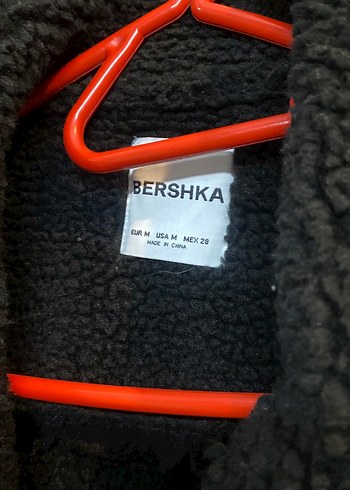 BERSHKA
EUR M USA M MEX 28
MADE IN CHINA